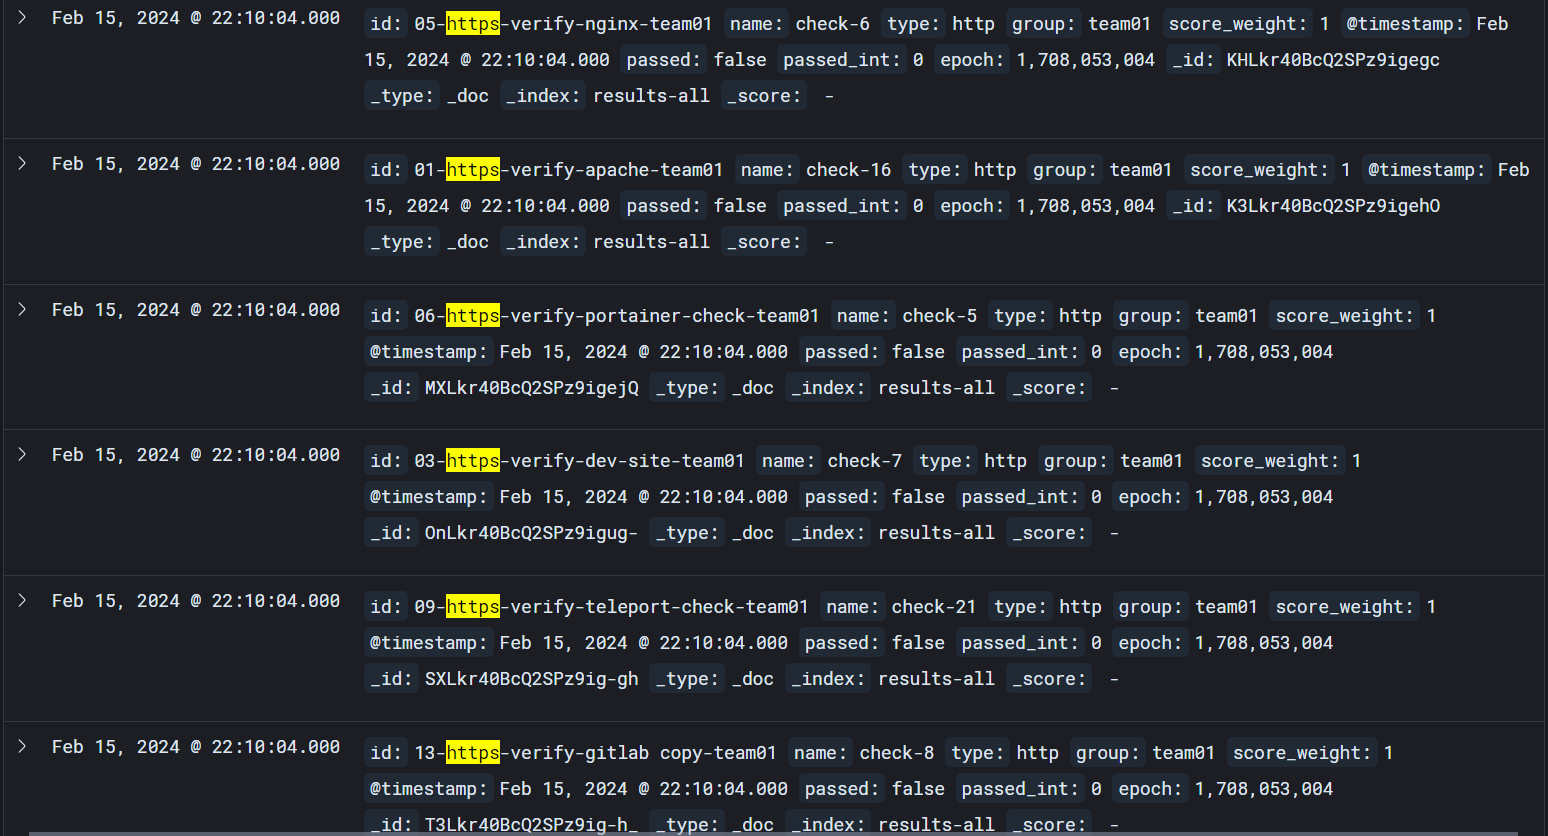 Feb 15, 2024 @ 22:10:04.000 id: 05-https-verify-nginx-team01 name: check-6 type: http group: team01 score_weight: 1 @timestamp: Feb
15, 2024 @ 22:10:04.000 passed: false passed_int: 0 epoch: 1,708,053,004 _id: KHLkr40BcQ2SPz9igegc
_type: _doc _index: results-all _score: -
Feb 15, 2024 @ 22:10:04.000 id: 01-https-verify-apache-team01 name: check-16 type: http group: team01 score_weight: 1 @timestamp: Feb
15, 2024 @ 22:10:04.000 passed: false passed_int: 0 epoch: 1,708,053,004 _id: K3Lkr40BcQ2SPz9igehO
_type: _doc _index: results-all _score: -
Feb 15, 2024 @ 22:10:04.000 id: 06-https-verify-portainer-check-team01 name: check-5 type: http group: team01 score_weight: 1
@timestamp: Feb 15, 2024 @ 22:10:04.000 passed: false passed_int: 0 epoch: 1,708,053,004
_id: MXLkr40BcQ2SPz9igejQ _type: _doc _index: results-all _score: -
Feb 15, 2024 @ 22:10:04.000 id: 03-https-verify-dev-site-team01 name: check-7 type: http group: team01 score_weight: 1
@timestamp: Feb 15, 2024 @ 22:10:04.000 passed: false passed_int: 0 epoch: 1,708,053,004
_id: OnLkr40BcQ2SPz9igug- _type: _doc _index: results-all _score: -
Feb 15, 2024 @ 22:10:04.000 id: 09-https-verify-teleport-check-team01 name: check-21 type: http group: team01 score_weight: 1
@timestamp: Feb 15, 2024 @ 22:10:04.000 passed: false passed_int: 0 epoch: 1,708,053,004
_id: SXLkr40BcQ2SPz9ig-gh _type: _doc _index: results-all _score: -
Feb 15, 2024 @ 22:10:04.000 id: 13-https-verify-gitlab copy-team01 name: check-8 type: http group: team01 score_weight: 1
@timestamp: Feb 15, 2024 @ 22:10:04.000 passed: false passed_int: 0 epoch: 1,708,053,004
_id: T3Lkr40BcQ2SPz9ig-h_ _type: _doc _index: results-all _score: -